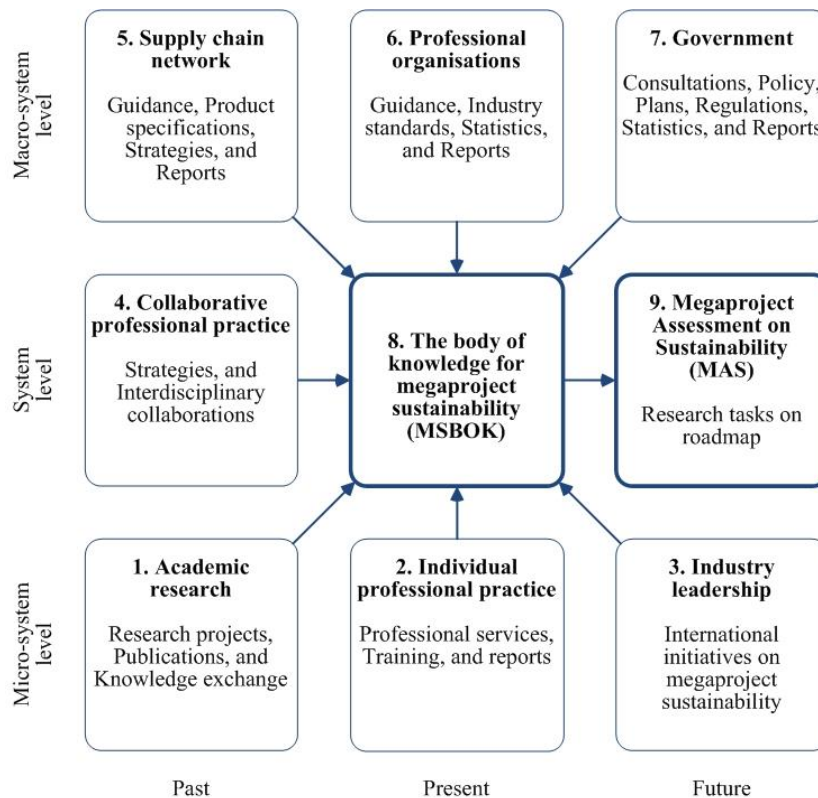 Macro-system
level
5. Supply chain
network
Guidance, Product
specifications,
Strategies, and
Reports
6. Professional
organisations
Guidance, Industry
standards, Statistics,
and Reports
7. Government
Consultations, Policy,
Plans, Regulations,
Statistics, and Reports
System
level
4. Collaborative
professional practice
Strategies, and
Interdisciplinary
collaborations
8. The body of
knowledge for
megaproject
sustainability
(MSBOK)
9. Megaproject
Assessment on
Sustainability
(MAS)
Research tasks on
roadmap
Micro-system
level
1. Academic
research
Research projects,
Publications, and
Knowledge exchange
2. Individual
professional practice
Professional services,
Training, and reports
3. Industry
leadership
International
initiatives on
megaproject
sustainability
Past
Present
Future